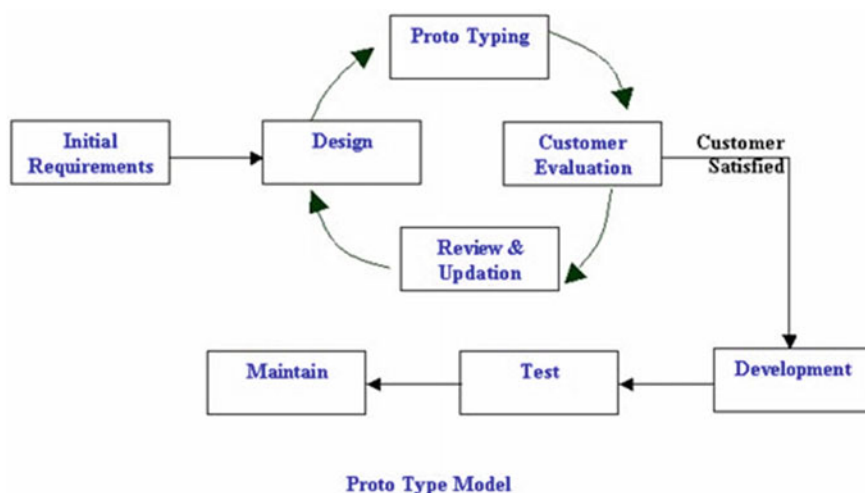 Proto Typing
Initial
Requirements
Design
Customer
Evaluation
Customer
Satisfied
Review &
Updation
Maintain
Test
Development
Proto Type Model